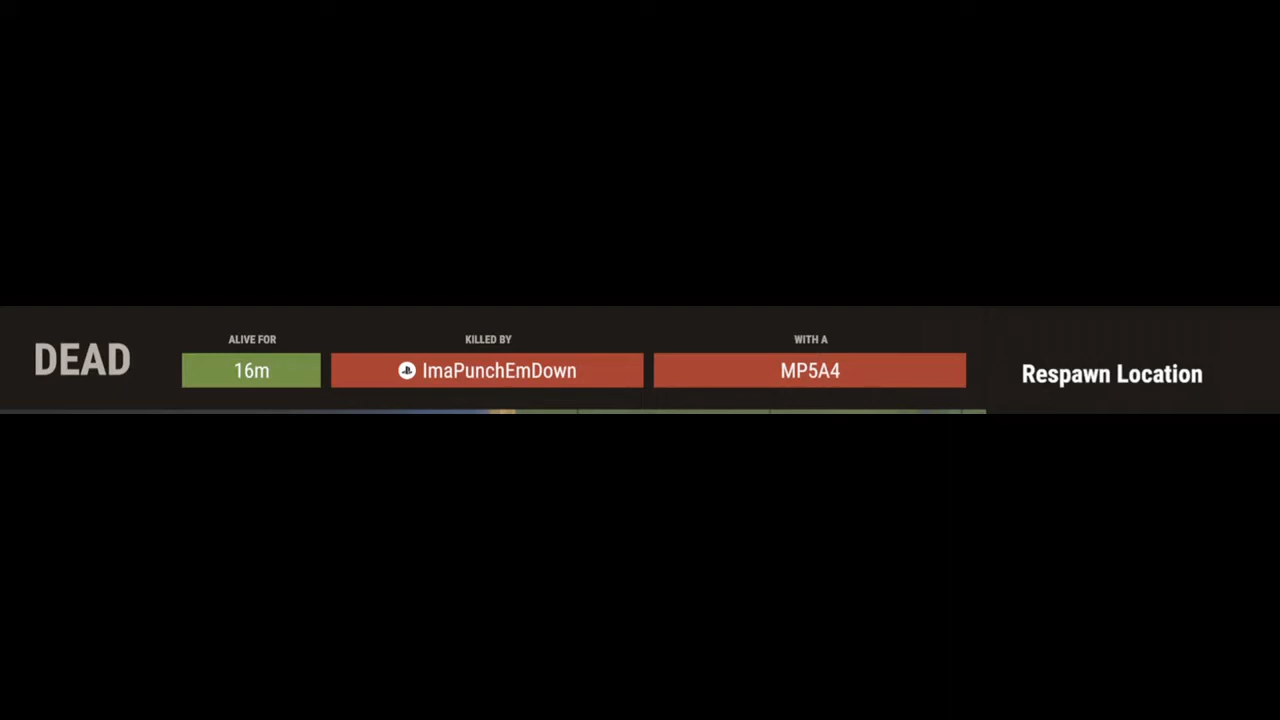 DEAD
ALIVE FOR
16m
KILLED BY
ImaPunchEmDown
WITH A
MP5A4
Respawn Location